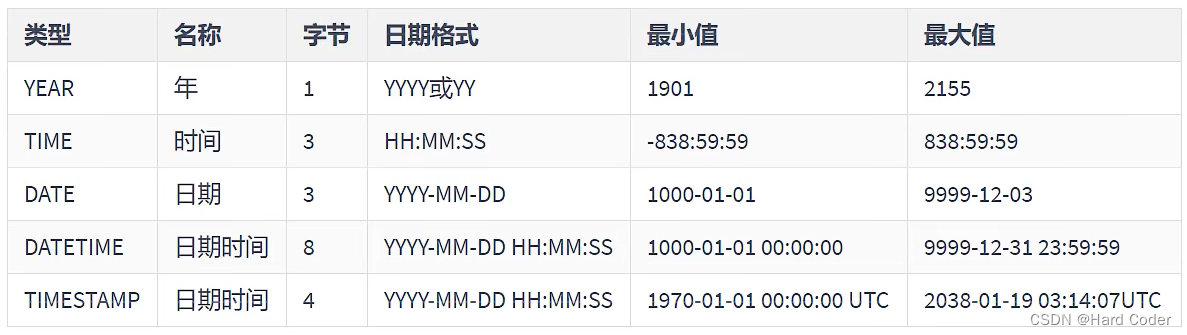 类型 名称 字节 日期格式 最小值 最大值
YEAR 年 1 YYYY或YY 1901 2155
TIME 时间 3 HH:MM:SS -838:59:59 838:59:59
DATE 日期 3 YYYY-MM-DD 1000-01-01 9999-12-03
DATETIME 日期时间 8 YYYY-MM-DD HH:MM:SS 1000-01-01 00:00:00 9999-12-31 23:59:59
TIMESTAMP 日期时间 4 YYYY-MM-DD HH:MM:SS 1970-01-01 00:00:00 UTC 2038-01-19 03:14:07UTC
CSDN @Hard Coder